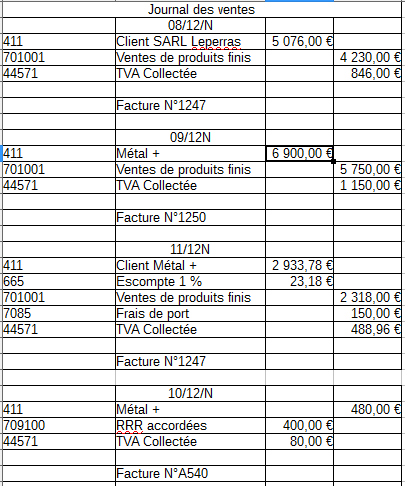 Journal des ventes
08/12/N
411 Client SARL Leperras 5 076,00 €
701001 Ventes de produits finis 4 230,00 €
44571 TVA Collectée 846,00 €
Facture N°1247
09/12N
411 Métal + 6 900,00 €
701001 Ventes de produits finis 5 750,00 €
44571 TVA Collectée 1 150,00 €
Facture N°1250
11/12N
411 Client Métal + 2 933,78 €
665 Escompte 1 % 23,18 €
701001 Ventes de produits finis 2 318,00 €
7085 Frais de port 150,00 €
44571 TVA Collectée 488,96 €
Facture N°1247
10/12/N
411 Métal + 480,00 €
709100 RRR accordées 400,00 €
44571 TVA Collectée 80,00 €
Facture N°A540